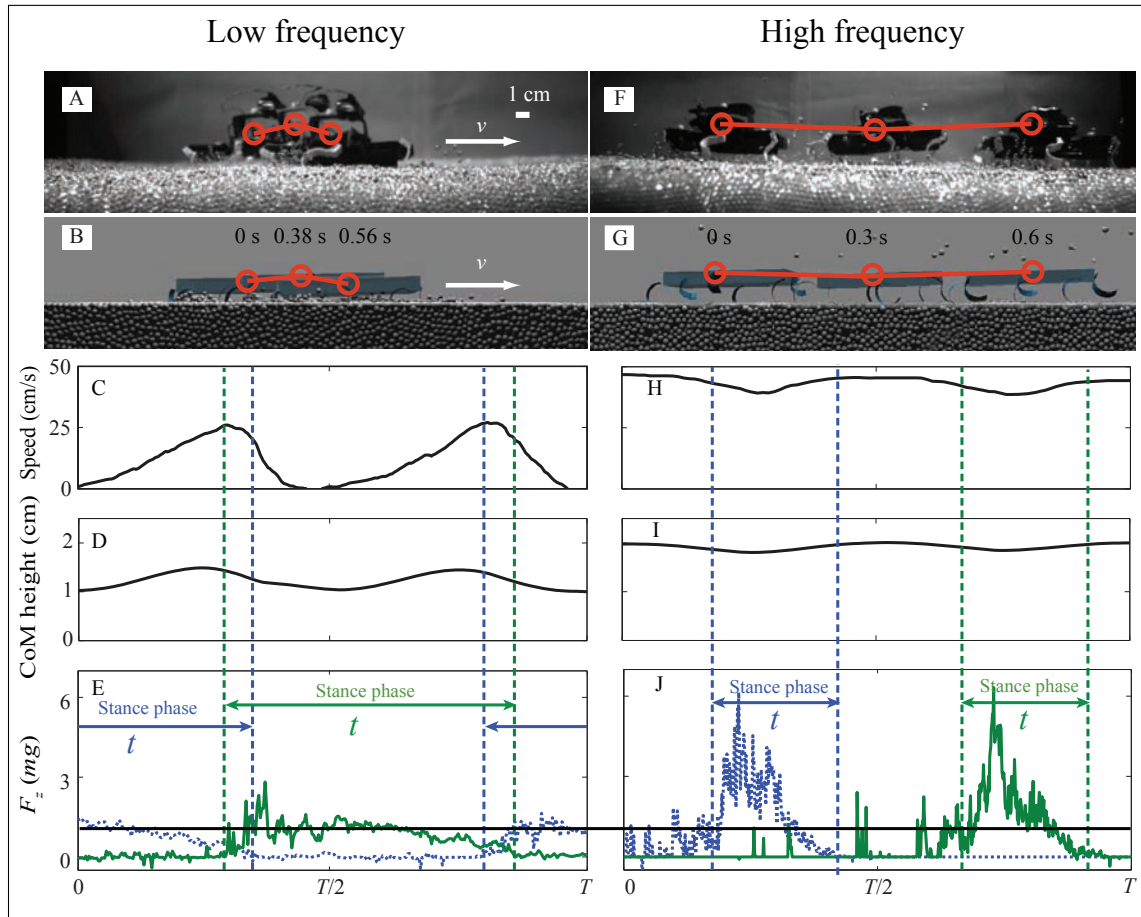 Low frequency
High frequency
A
1 cm
v
F
B
0 s 0.38 s 0.56 s
v
G
0 s 0.3 s 0.6 s
50
25
0
Speed (cm/s)
C
H
2
1
0
CoM height (cm)
D
I
6
3
0
F_z (mg)
E
Stance phase
t
Stance phase
t
J
Stance phase
t
Stance phase
t
0 T/2 T
0 T/2 T